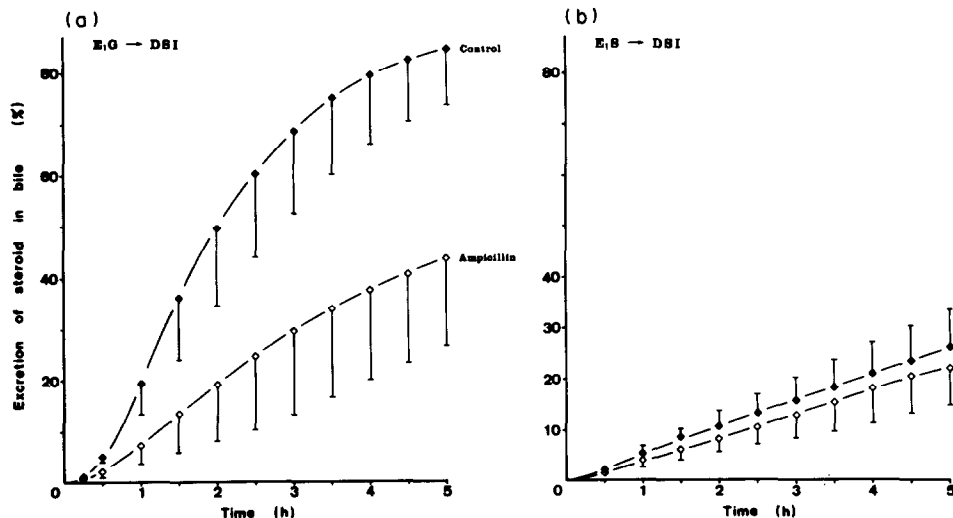 (a)
E₁G → DSI
Control
Ampicillin
Excretion of steroid in bile (%)
80
60
40
20
0
1
2
3
4
5
Time (h)
(b)
E₁S → DSI
80
40
30
20
10
0
1
2
3
4
5
Time (h)